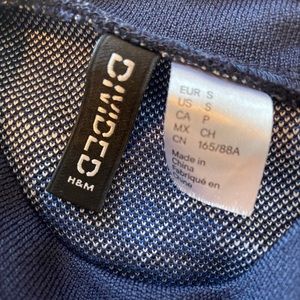 DIVIDED
H&M
EUR S
US S
CA P
MX CH
CN 165/88A
Made in
China
Fabriqué en
Chine